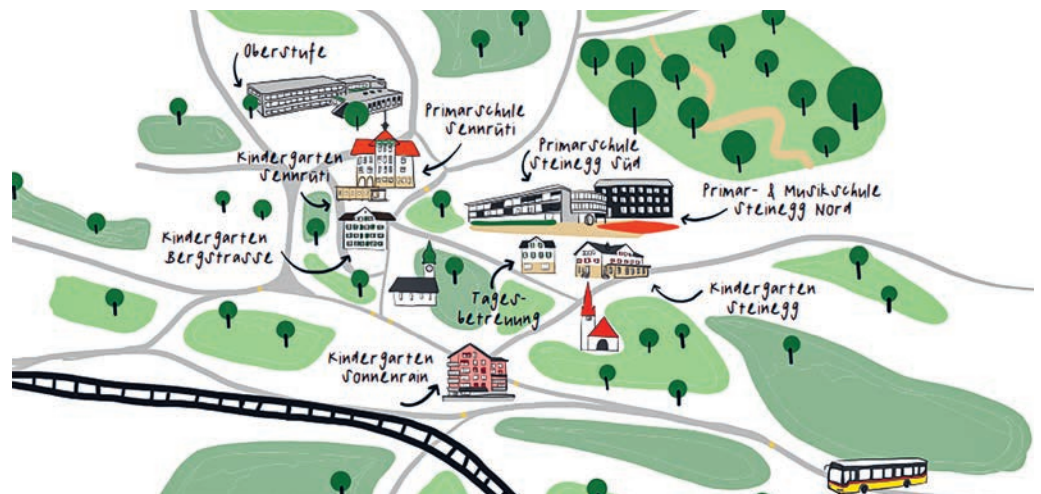 Oberstufe
Primarschule
Sennrüti
Kindergarten
Sennrüti
Primarschule
Steinegg Süd
Primar- & Musikschule
Steinegg Nord
Kindergarten
Bergstrasse
Tages-
betreuung
Kindergarten
Steinegg
Kindergarten
Sonnenrain